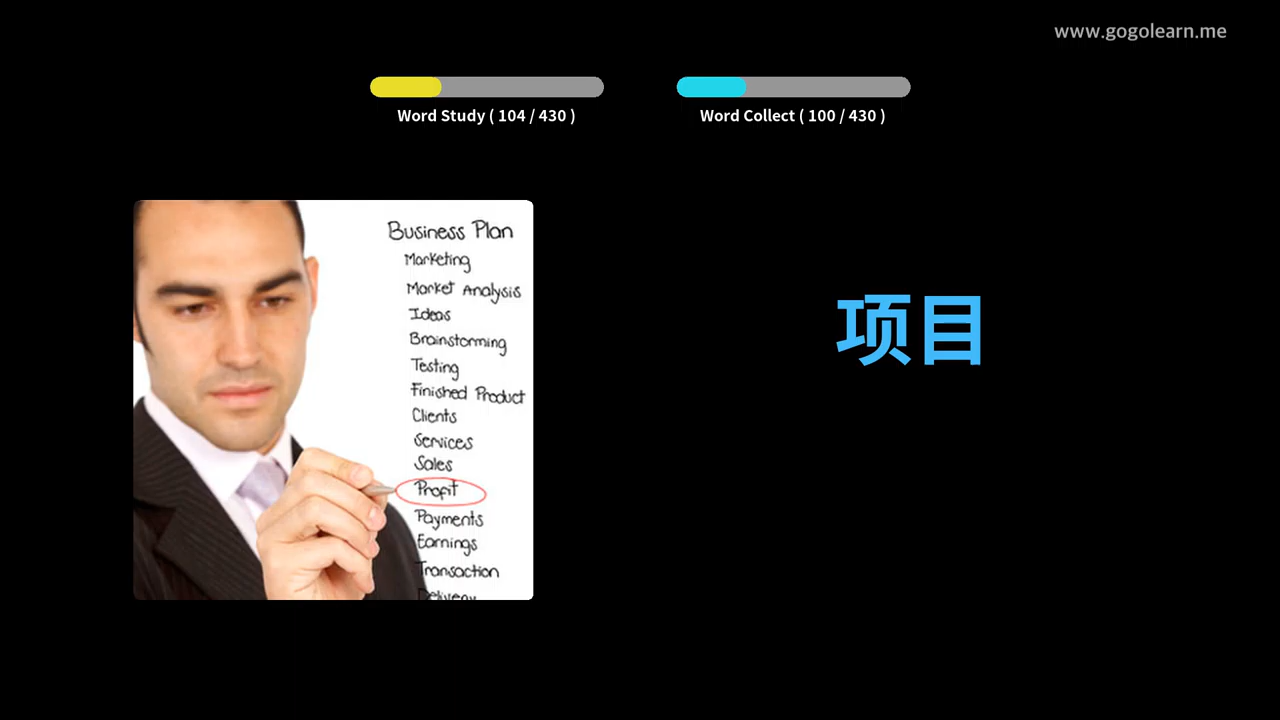 www.gogolearn.me
Word Study ( 104 / 430 )
Word Collect ( 100 / 430 )
Business Plan
Marketing
Market Analysis
Ideas
Brainstorming
Testing
Finished Product
Clients
Services
Sales
Profit
Payments
Earnings
Transaction
Delivery
项目